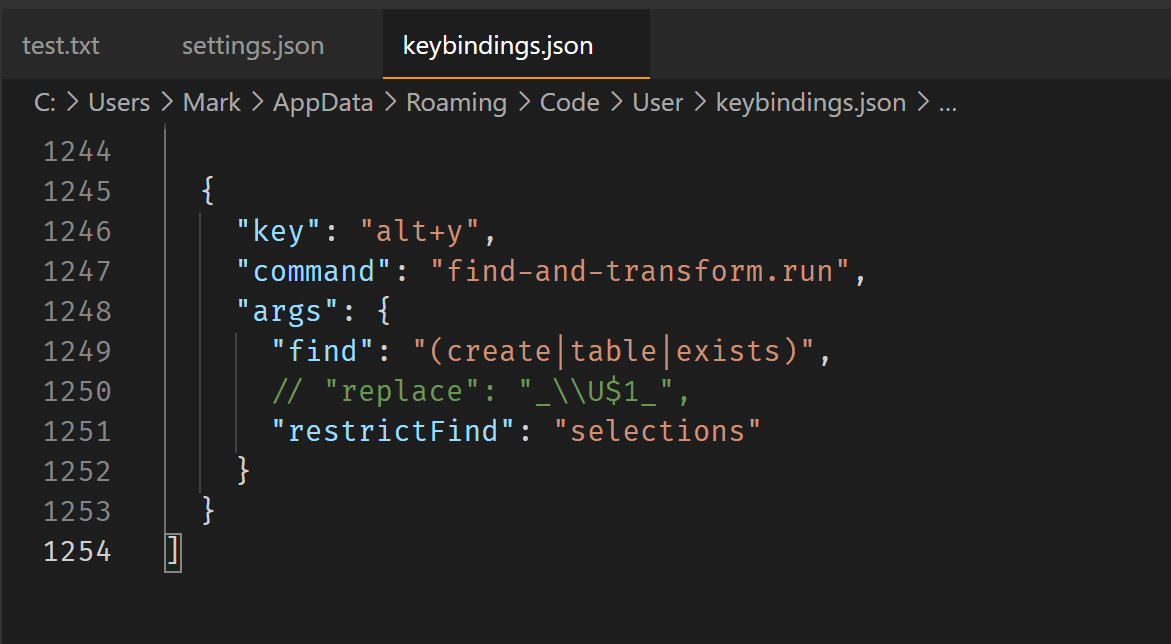 test.txt settings.json keybindings.json
C: > Users > Mark > AppData > Roaming > Code > User > keybindings.json > ...
1244
1245 {
1246 "key": "alt+y",
1247 "command": "find-and-transform.run",
1248 "args": {
1249 "find": "(create|table|exists)",
1250 // "replace": "_\\U$1_",
1251 "restrictFind": "selections"
1252 }
1253 }
1254 ]